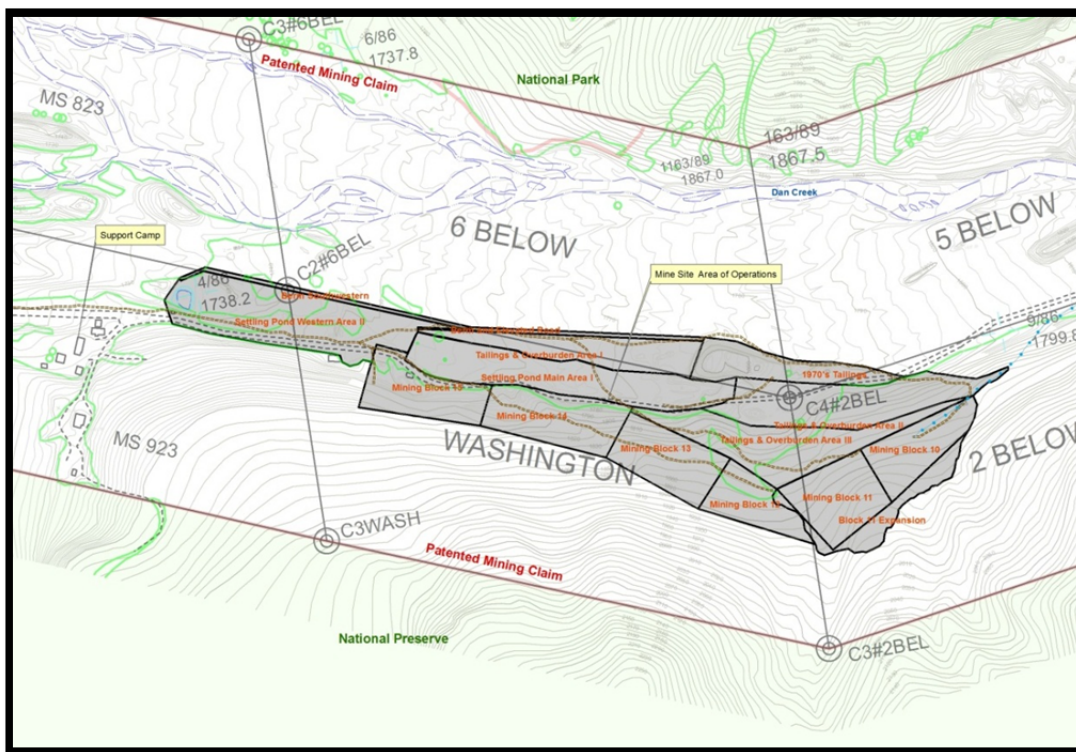 C3#6BEL
6/86
1737.8
Patented Mining Claim
National Park
MS 823
163/89
1867.5
1163/89
1867.0
Dan Creek
6 BELOW
5 BELOW
Support Camp
C2#6BEL
Mine Site Area of Operations
4/86
1738.2
Settling Pond Western Area II
9/86
1799.8
Tailings & Overburden Area I
Settling Pond Main Area I
1970's Tailings
Mining Block 15
C4#2BEL
Mining Block 14
Tailings & Overburden Area II
Tailings & Overburden Area III
MS 923
WASHINGTON
Mining Block 13
Mining Block 10
2 BELOW
Mining Block 11
Mining Block
Block 11 Expansion
C3WASH
Patented Mining Claim
National Preserve
C3#2BEL